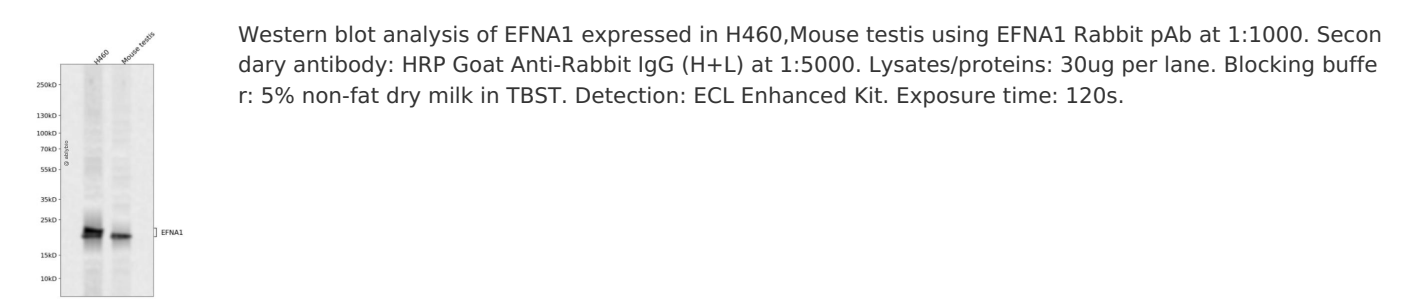 H460
Mouse testis
250kD
130kD
100kD
70kD
55kD
35kD
25kD
15kD
10kD
@ ablybio
EFNA1
Western blot analysis of EFNA1 expressed in H460,Mouse testis using EFNA1 Rabbit pAb at 1:1000. Secon
dary antibody: HRP Goat Anti-Rabbit IgG (H+L) at 1:5000. Lysates/proteins: 30ug per lane. Blocking buffe
r: 5% non-fat dry milk in TBST. Detection: ECL Enhanced Kit. Exposure time: 120s.